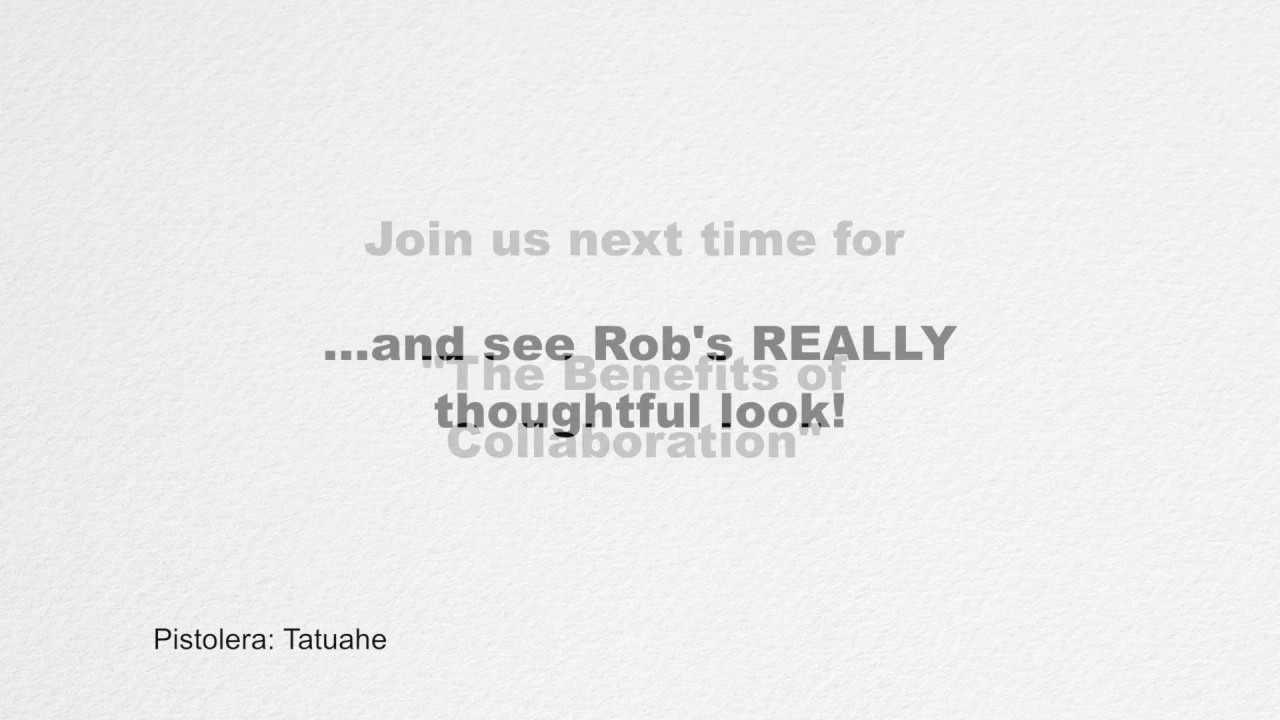 Join us next time for
...and see Rob's REALLY
"The Benefits of
thoughtful look!
Collaboration"
Pistolera: Tatuahe